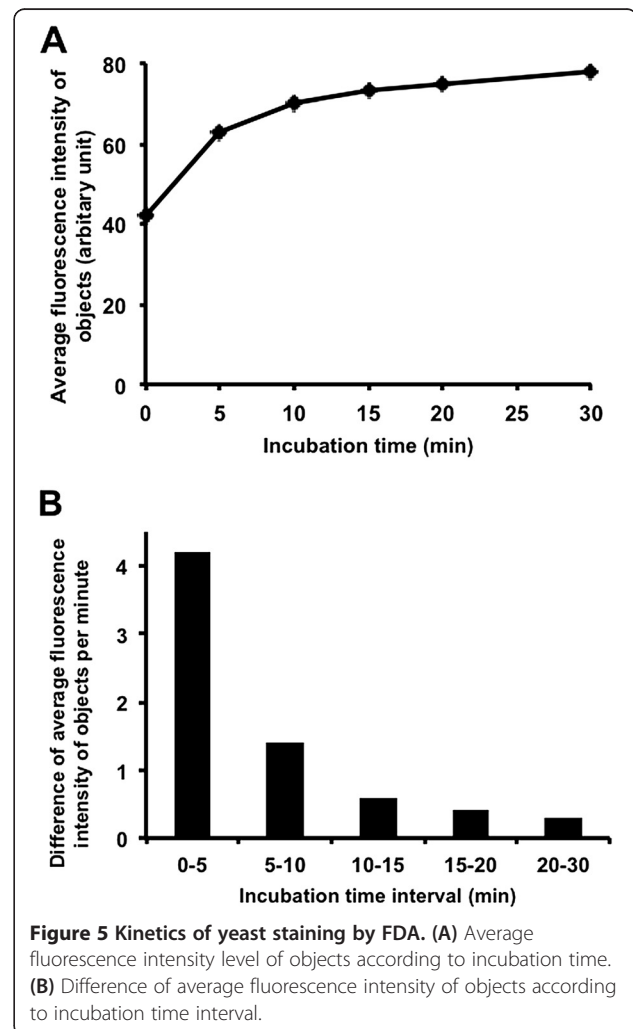 A
Average fluorescence intensity of
objects (arbitary unit)
80
60
40
20
0
0 5 10 15 20 25 30
Incubation time (min)
B
Difference of average fluorescence
intensity of objects per minute
4
3
2
1
0
0-5 5-10 10-15 15-20 20-30
Incubation time interval (min)
Figure 5 Kinetics of yeast staining by FDA. (A) Average
fluorescence intensity level of objects according to incubation time.
(B) Difference of average fluorescence intensity of objects according
to incubation time interval.